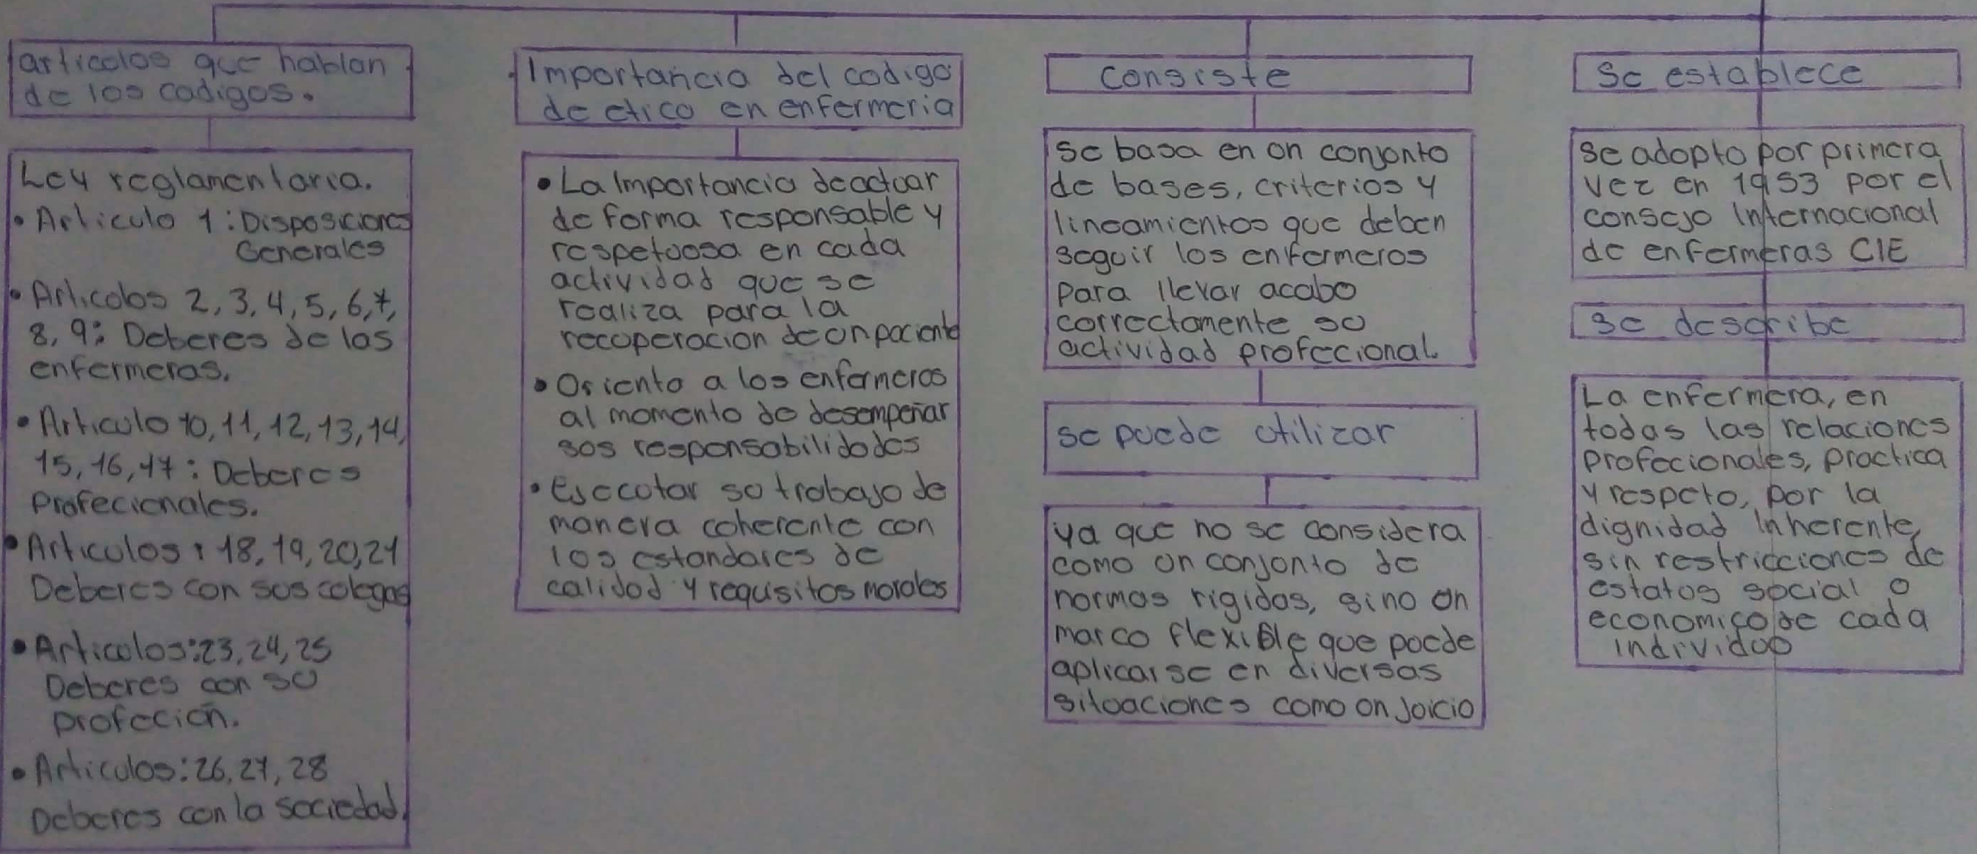 articulos que hablan
de los codigos.
Ley reglamentaria.
• Articulo 1: Disposiciones
Generales
• Articulos 2, 3, 4, 5, 6, 7,
8, 9: Deberes de las
enfermeras.
• Articulo 10, 11, 12, 13, 14,
15, 16, 17: Deberes
Profecionales.
• Articulos: 18, 19, 20, 21
Deberes con sus colegas
• Articulos: 23, 24, 25
Deberes con su
profeción.
• Articulos: 26, 27, 28
Deberes con la sociedad.
Importancia del codigo
de etico en enfermeria
• La Importancia de actuar
de forma responsable y
respetuosa en cada
actividad que se
realiza para la
recuperacion de un paciente
• Orienta a los enfermeros
al momento de desempeñar
sus responsabilidades
• Ejecutar su trabajo de
manera coherente con
los estandares de
calidad y requisitos morales
Consiste
Se basa en un conjunto
de bases, criterios y
lineamientos que deben
seguir los enfermeros
para llevar acabo
correctamente su
actividad profecional.
se puede utilizar
ya que no se considera
como un conjunto de
normas rigidas, sino un
marco flexible que puede
aplicarse en diversas
situaciones como un juicio
Se establece
Se adopto por primera
vez en 1953 por el
consejo Internacional
de enfermeras CIE
Se describe
La enfermera, en
todas las relaciones
profecionales, practica
y respeto, por la
dignidad Inherente,
sin restricciones de
estatus social o
economico de cada
individuo